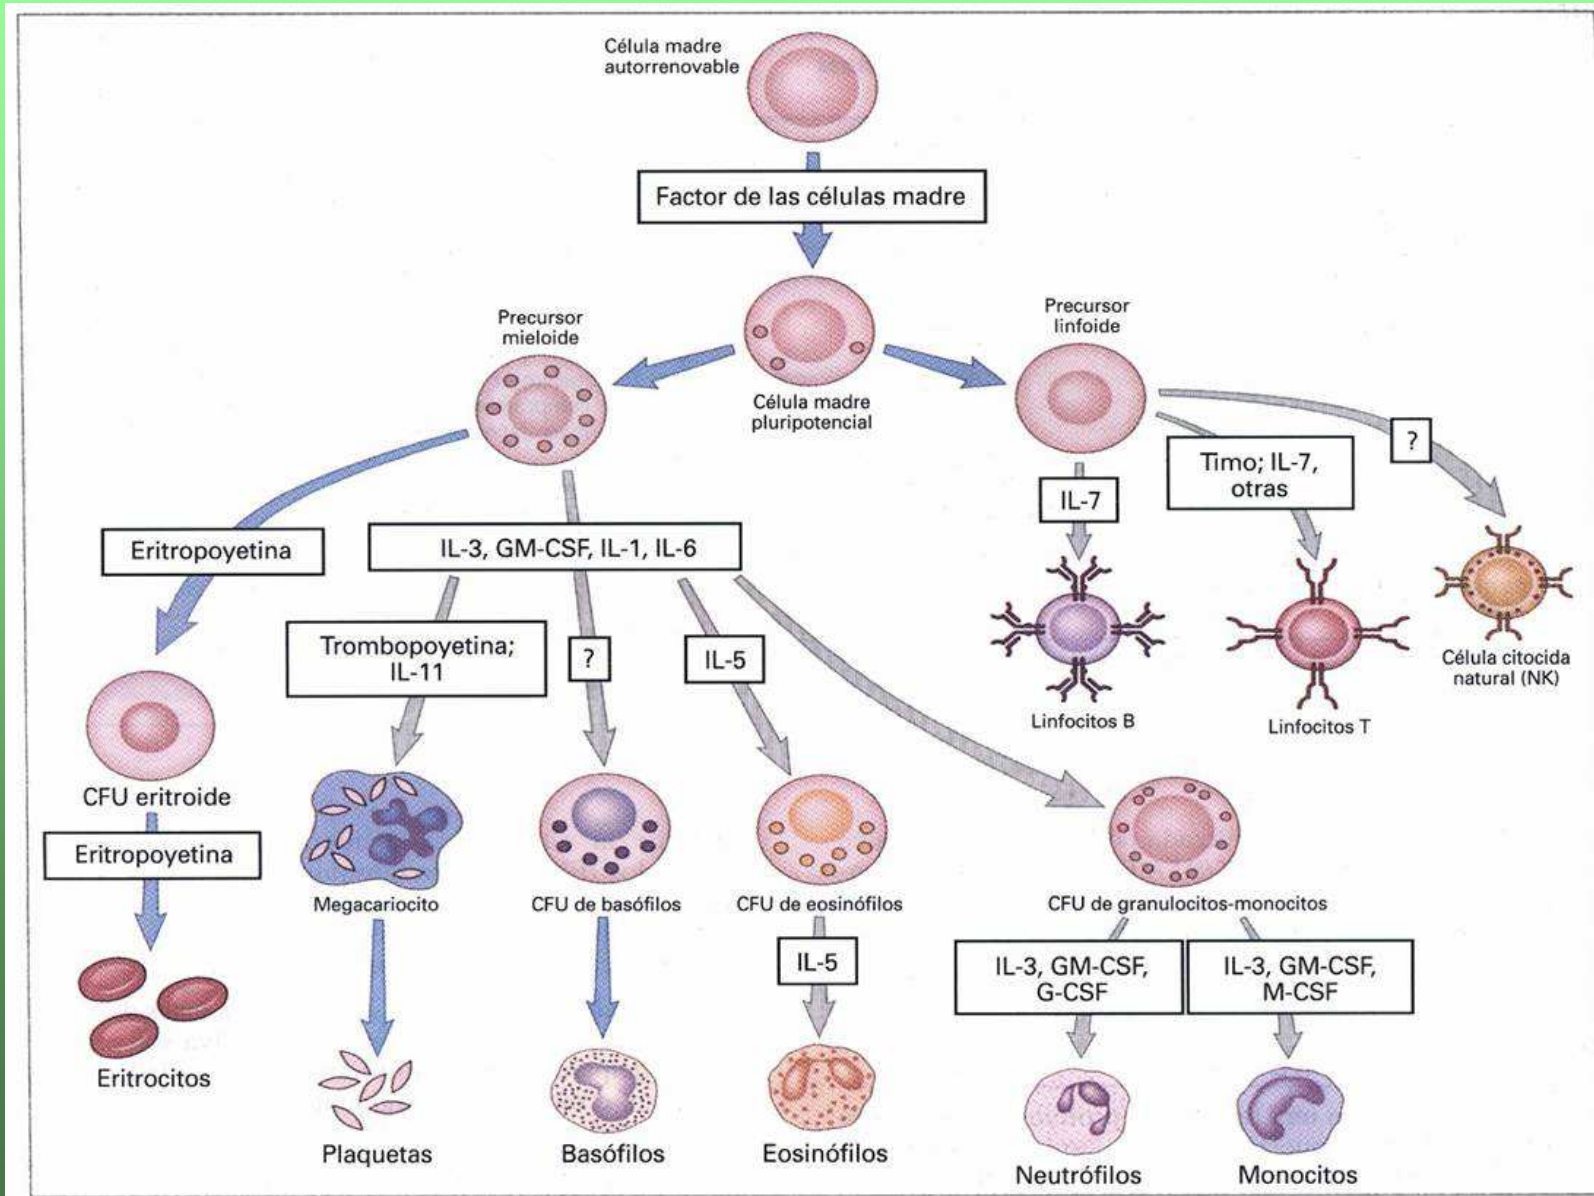 Célula madre
autorrenovable
Factor de las células madre
Precursor
mieloide
Célula madre
pluripotencial
Precursor
linfoide
Eritropoyetina
IL-3, GM-CSF, IL-1, IL-6
IL-7
Timo; IL-7,
otras
?
Trombopoyetina;
IL-11
?
IL-5
Linfocitos B
Linfocitos T
Célula citocida
natural (NK)
CFU eritroide
Eritropoyetina
Eritrocitos
Megacariocito
Plaquetas
CFU de basófilos
Basófilos
CFU de eosinófilos
IL-5
Eosinófilos
CFU de granulocitos-monocitos
IL-3, GM-CSF,
G-CSF
IL-3, GM-CSF,
M-CSF
Neutrófilos
Monocitos